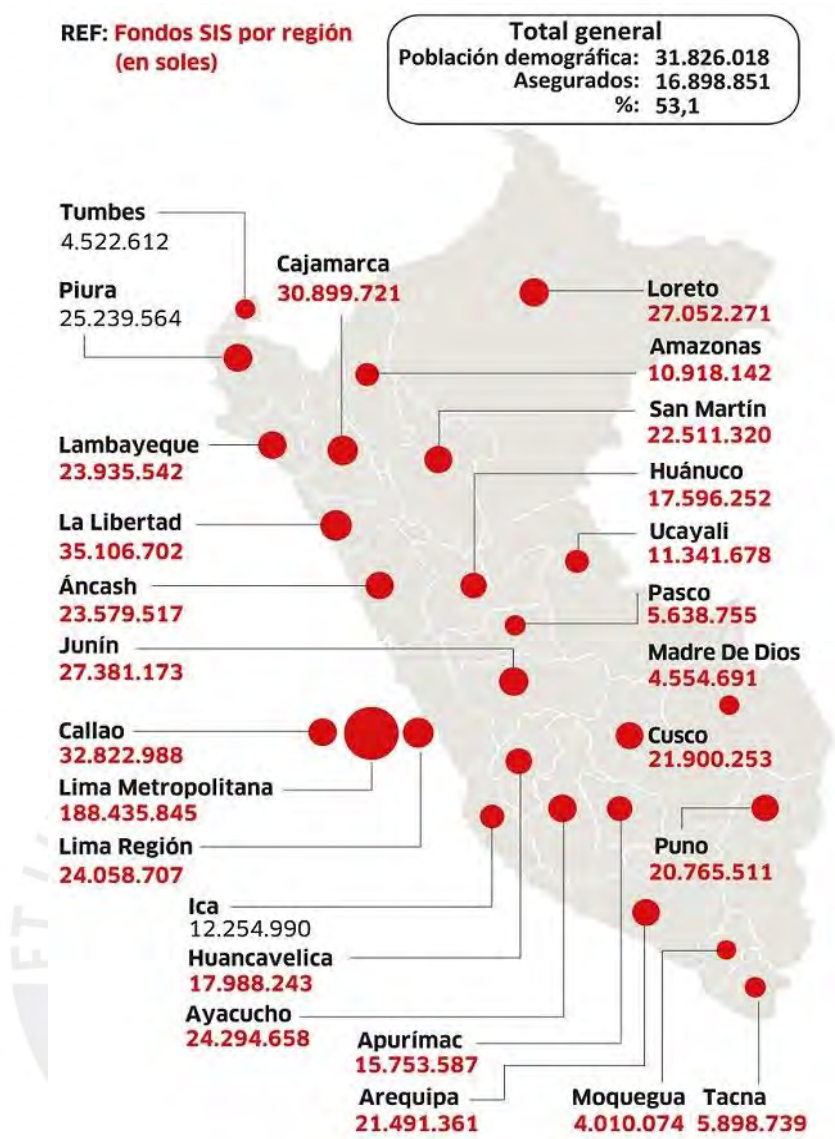 REF: Fondos SIS por región
(en soles)
Total general
Población demográfica: 31.826.018
Asegurados: 16.898.851
%: 53,1
Tumbes
4.522.612
Piura
25.239.564
Cajamarca
30.899.721
Loreto
27.052.271
Amazonas
10.918.142
San Martín
22.511.320
Lambayeque
23.935.542
Huánuco
17.596.252
La Libertad
35.106.702
Ucayali
11.341.678
Áncash
23.579.517
Pasco
5.638.755
Junín
27.381.173
Madre De Dios
4.554.691
Callao
32.822.988
Cusco
21.900.253
Lima Metropolitana
188.435.845
Lima Región
24.058.707
Puno
20.765.511
Ica
12.254.990
Huancavelica
17.988.243
Ayacucho
24.294.658
Apurímac
15.753.587
Arequipa
21.491.361
Moquegua
4.010.074
Tacna
5.898.739